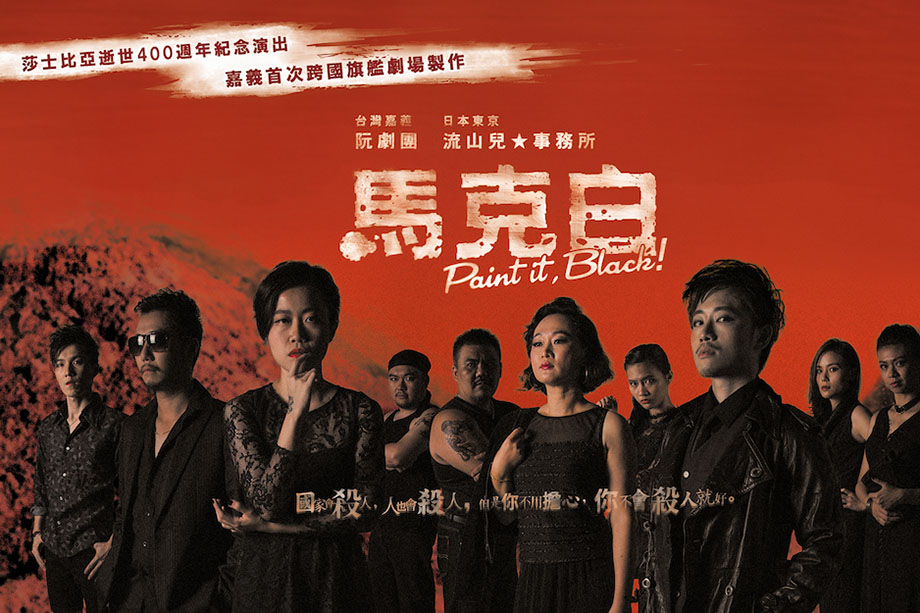 莎士比亞逝世400週年紀念演出
嘉義首次跨國旗艦劇場製作
台灣嘉義 日本東京
阮劇團 流山兒★事務所
馬克白
Paint it, Black!
國家會殺人，人也會殺人，但是你不用擔心，你不會殺人就好。